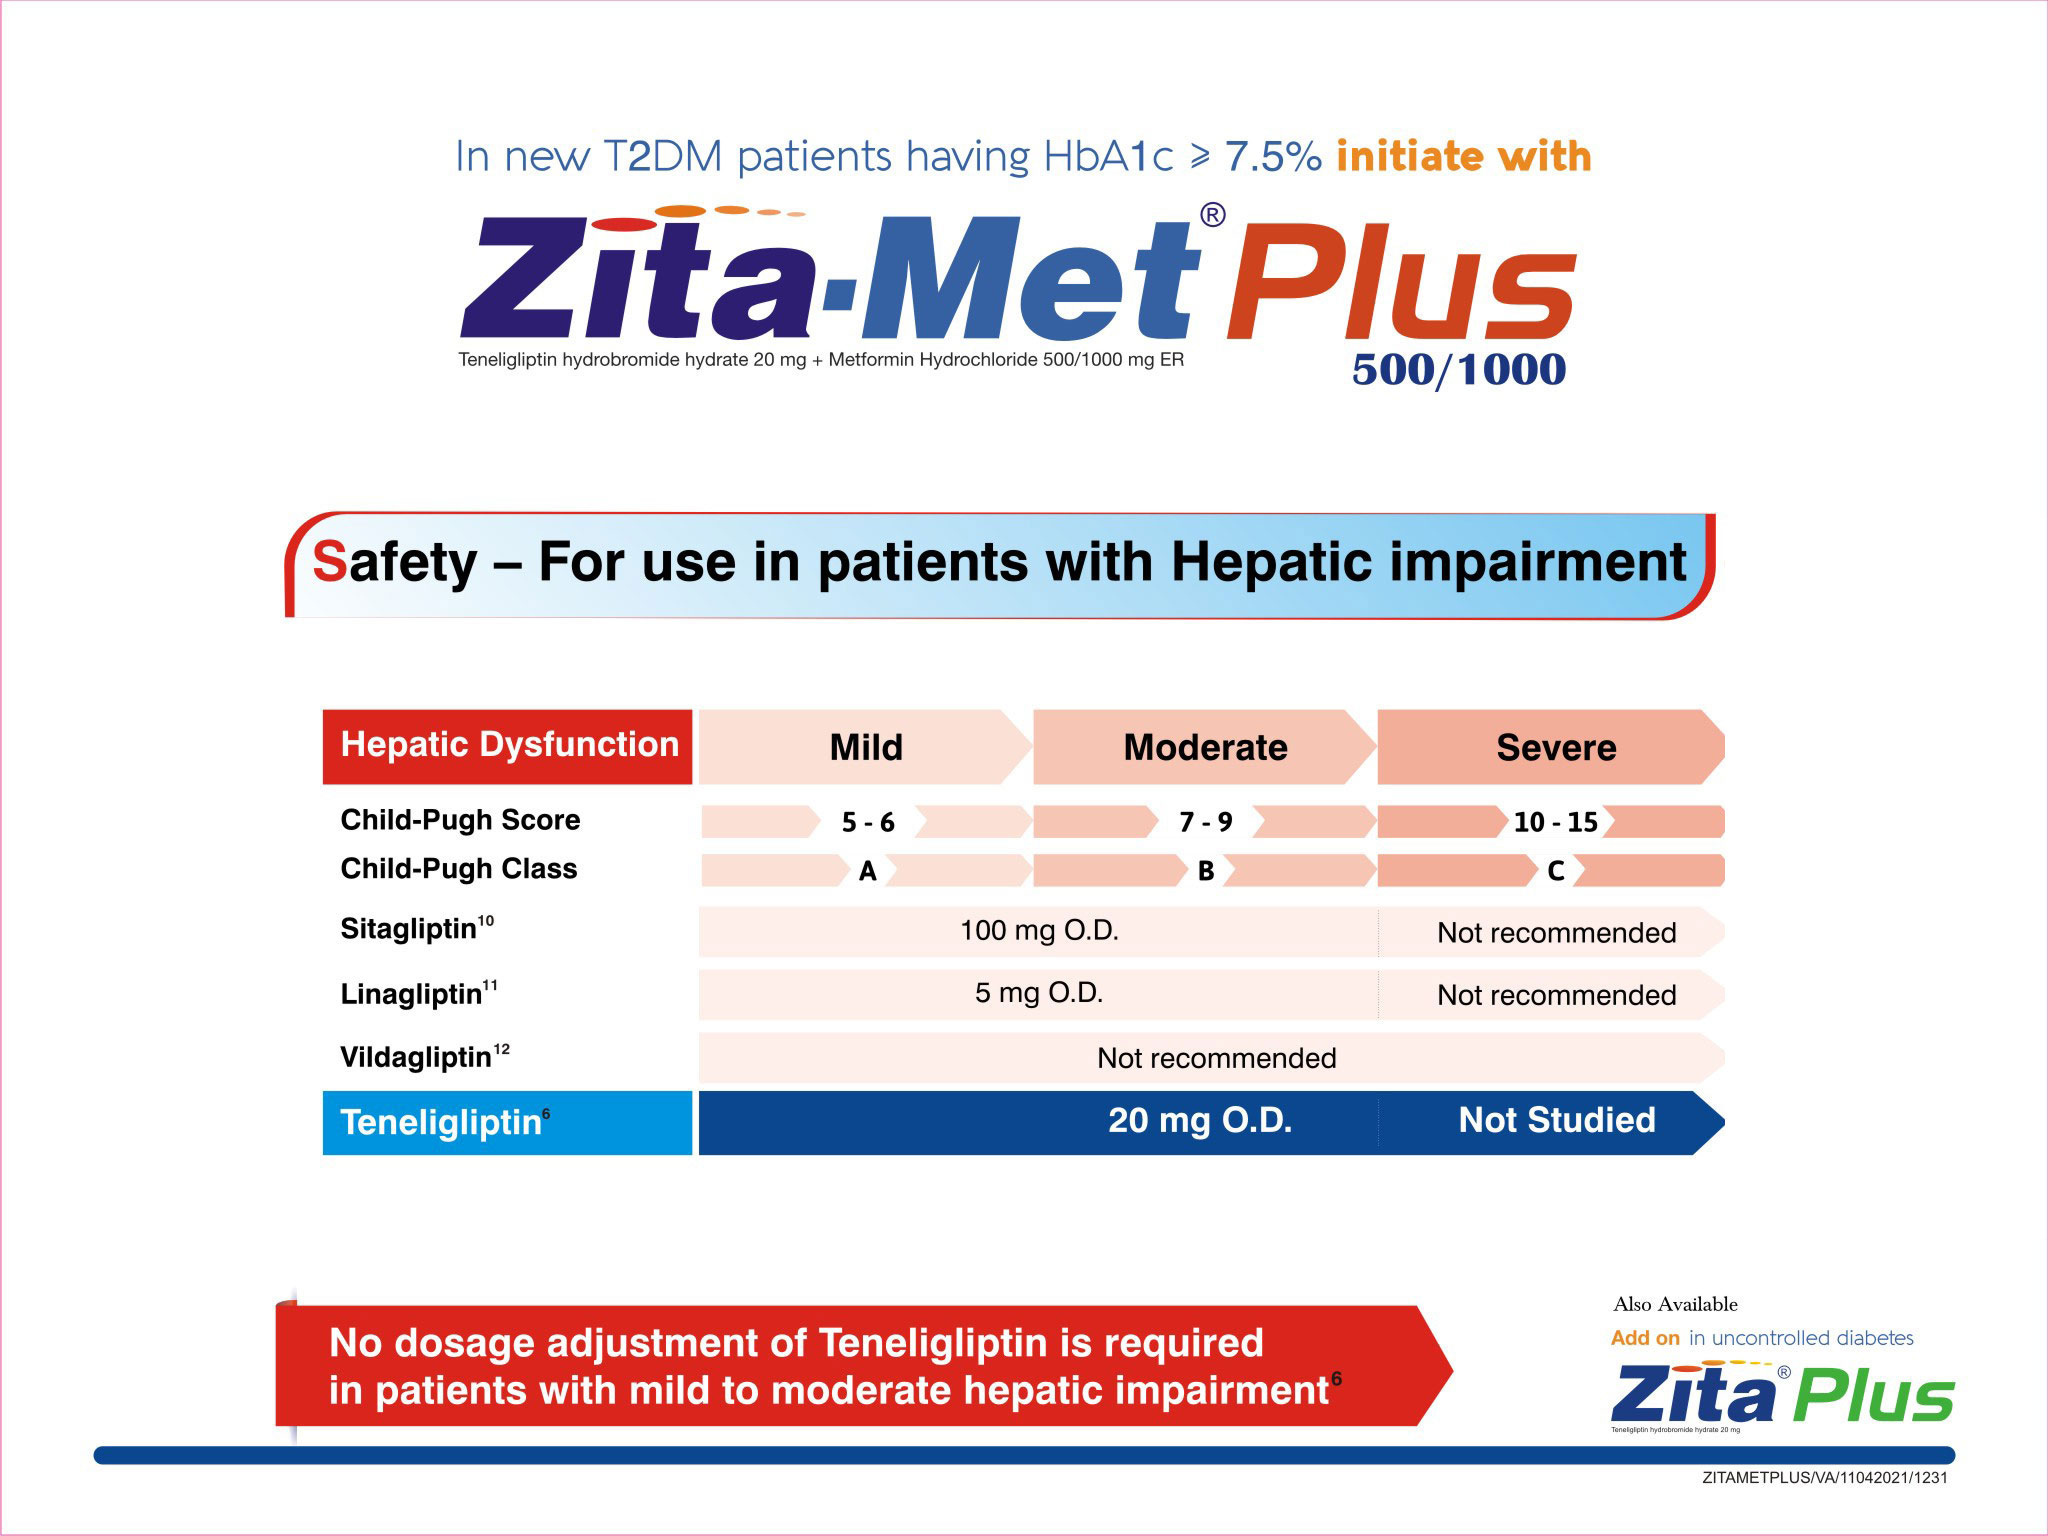 In new T2DM patients having HbA1c ⩾ 7.5% initiate with
Zita-Met® Plus
Teneligliptin hydrobromide hydrate 20 mg + Metformin Hydrochloride 500/1000 mg ER
500/1000
Safety – For use in patients with Hepatic impairment
Hepatic Dysfunction Mild Moderate Severe
Child-Pugh Score 5 - 6 7 - 9 10 - 15
Child-Pugh Class A B C
Sitagliptin10 100 mg O.D. Not recommended
Linagliptin11 5 mg O.D. Not recommended
Vildagliptin12 Not recommended
Teneligliptin6 20 mg O.D. Not Studied
No dosage adjustment of Teneligliptin is required
in patients with mild to moderate hepatic impairment6
Also Available
Add on in uncontrolled diabetes
Zita® Plus
Teneligliptin hydrobromide hydrate 20 mg
ZITAMETPLUS/VA/11042021/1231